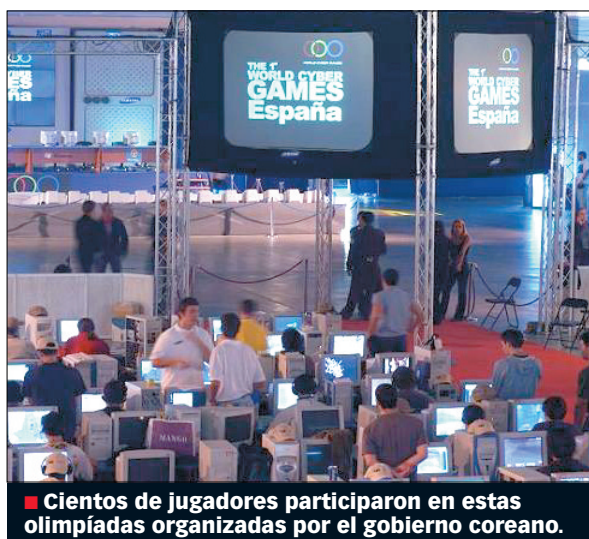 THE 1st
WORLD CYBER
GAMES
España
THE 1st
WORLD CYBER
GAMES
España
MANGO
Cientos de jugadores participaron en estas
olimpíadas organizadas por el gobierno coreano.